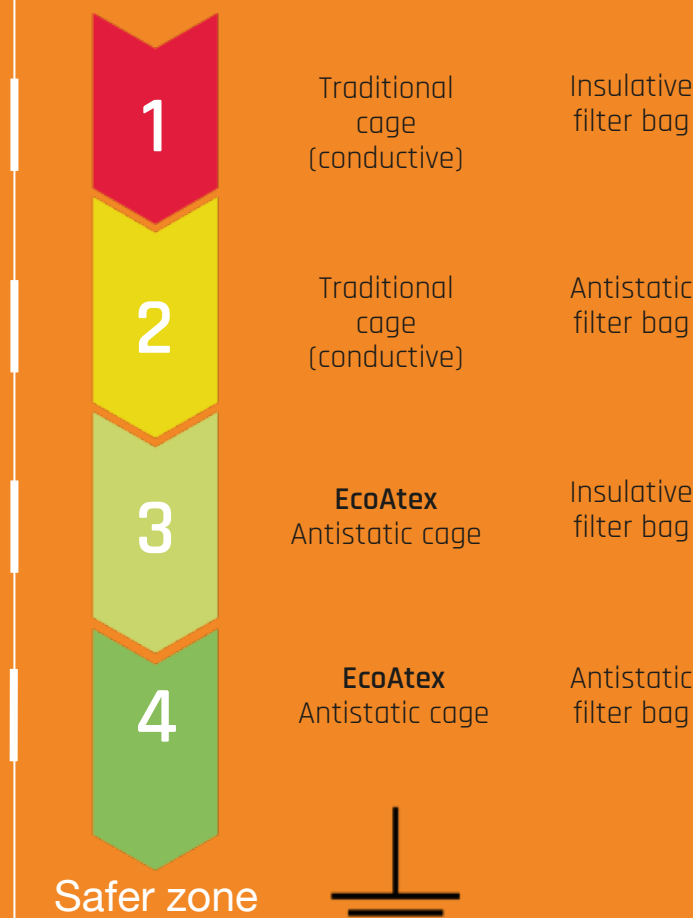 1
Traditional
cage
(conductive)
Insulative
filter bag
2
Traditional
cage
(conductive)
Antistatic
filter bag
3
EcoAtex
Antistatic cage
Insulative
filter bag
4
EcoAtex
Antistatic cage
Antistatic
filter bag
Safer zone